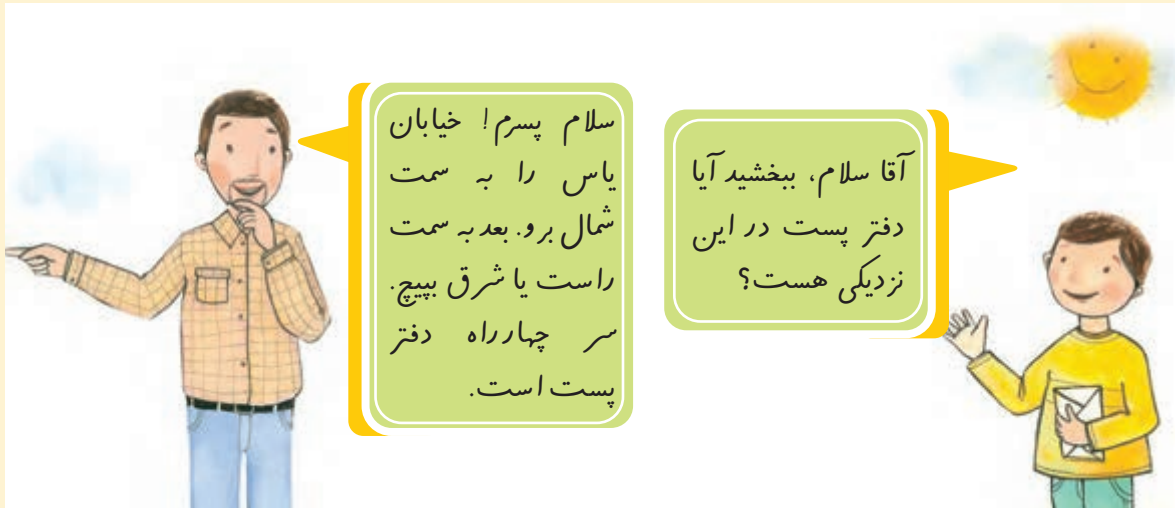 آقا سلام، ببخشید آیا
دفتر پست در این
نزدیکی هست؟
سلام پسرم! خیابان
یاس را به سمت
شمال برو. بعد به سمت
راست یا شرق بپیچ.
سر چهارراه دفتر
پست است.